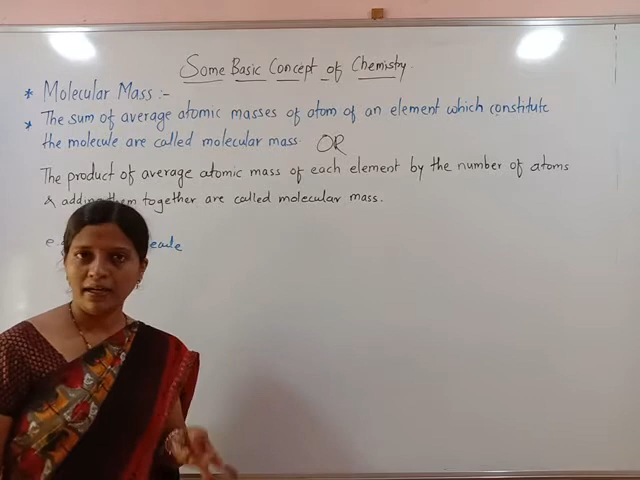 Some Basic Concept of Chemistry.
* Molecular Mass :-
* The sum of average atomic masses of atom of an element which constitute
the molecule are called molecular mass OR
The product of average atomic mass of each element by the number of atoms
& adding them together are called molecular mass.